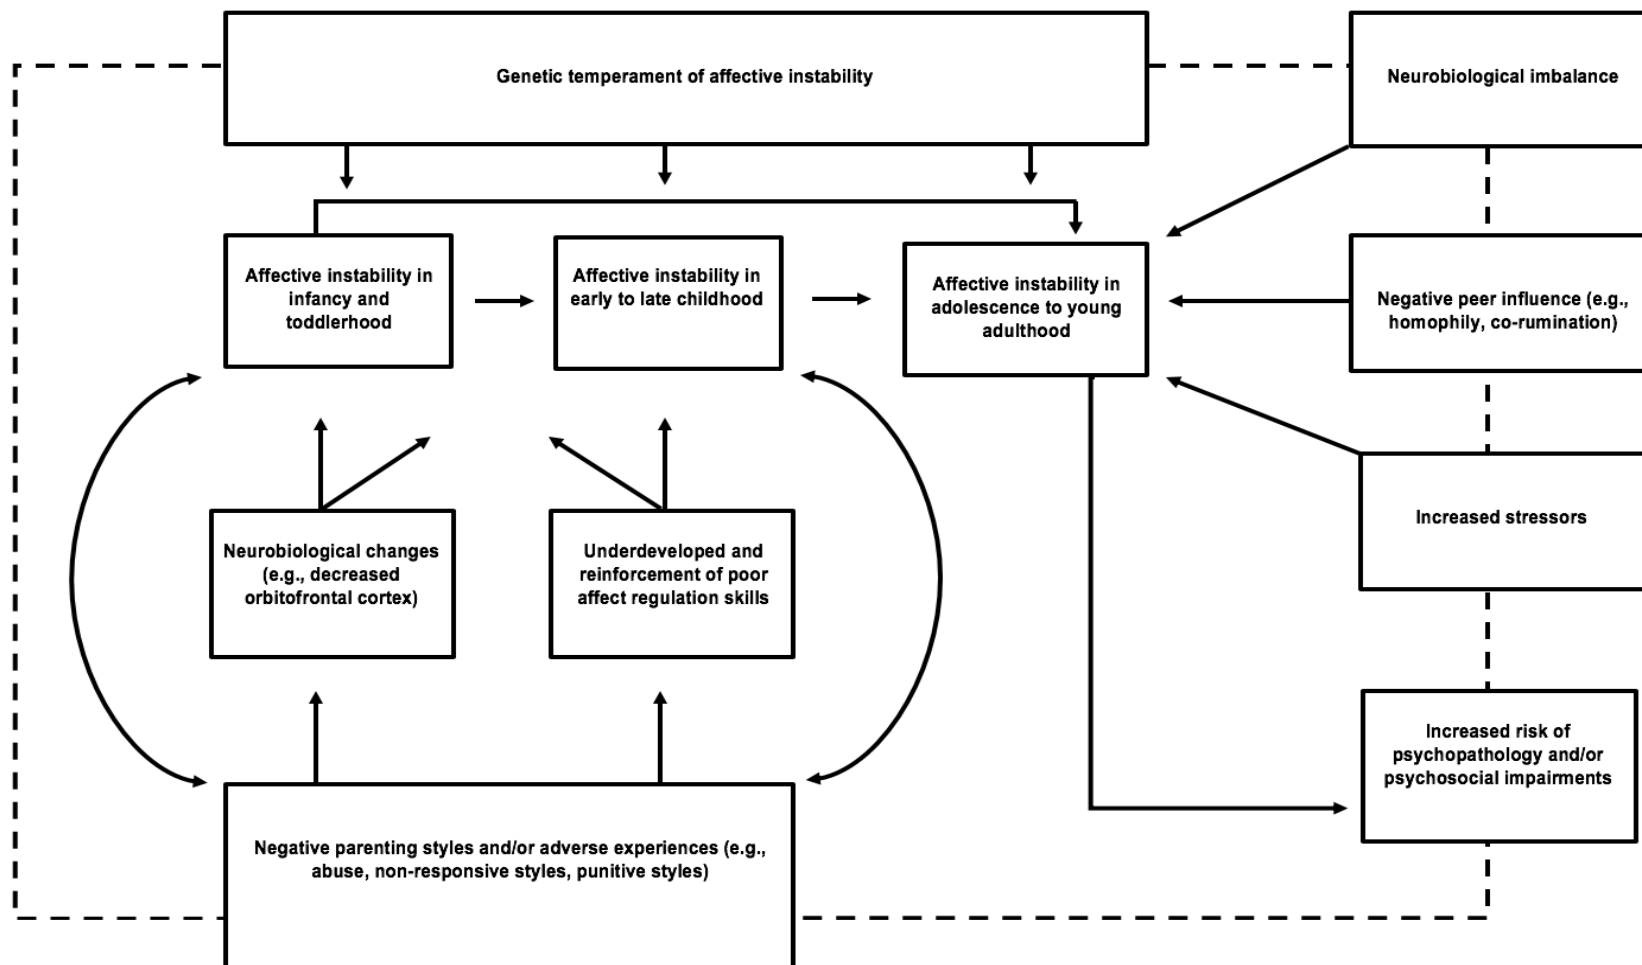 Genetic temperament of affective instability
Neurobiological imbalance
Affective instability in
infancy and
toddlerhood
Affective instability in
early to late childhood
Affective instability in
adolescence to young
adulthood
Negative peer influence (e.g.,
homophily, co-rumination)
Increased stressors
Neurobiological changes
(e.g., decreased
orbitofrontal cortex)
Underdeveloped and
reinforcement of poor
affect regulation skills
Increased risk of
psychopathology and/or
psychosocial impairments
Negative parenting styles and/or adverse experiences (e.g.,
abuse, non-responsive styles, punitive styles)